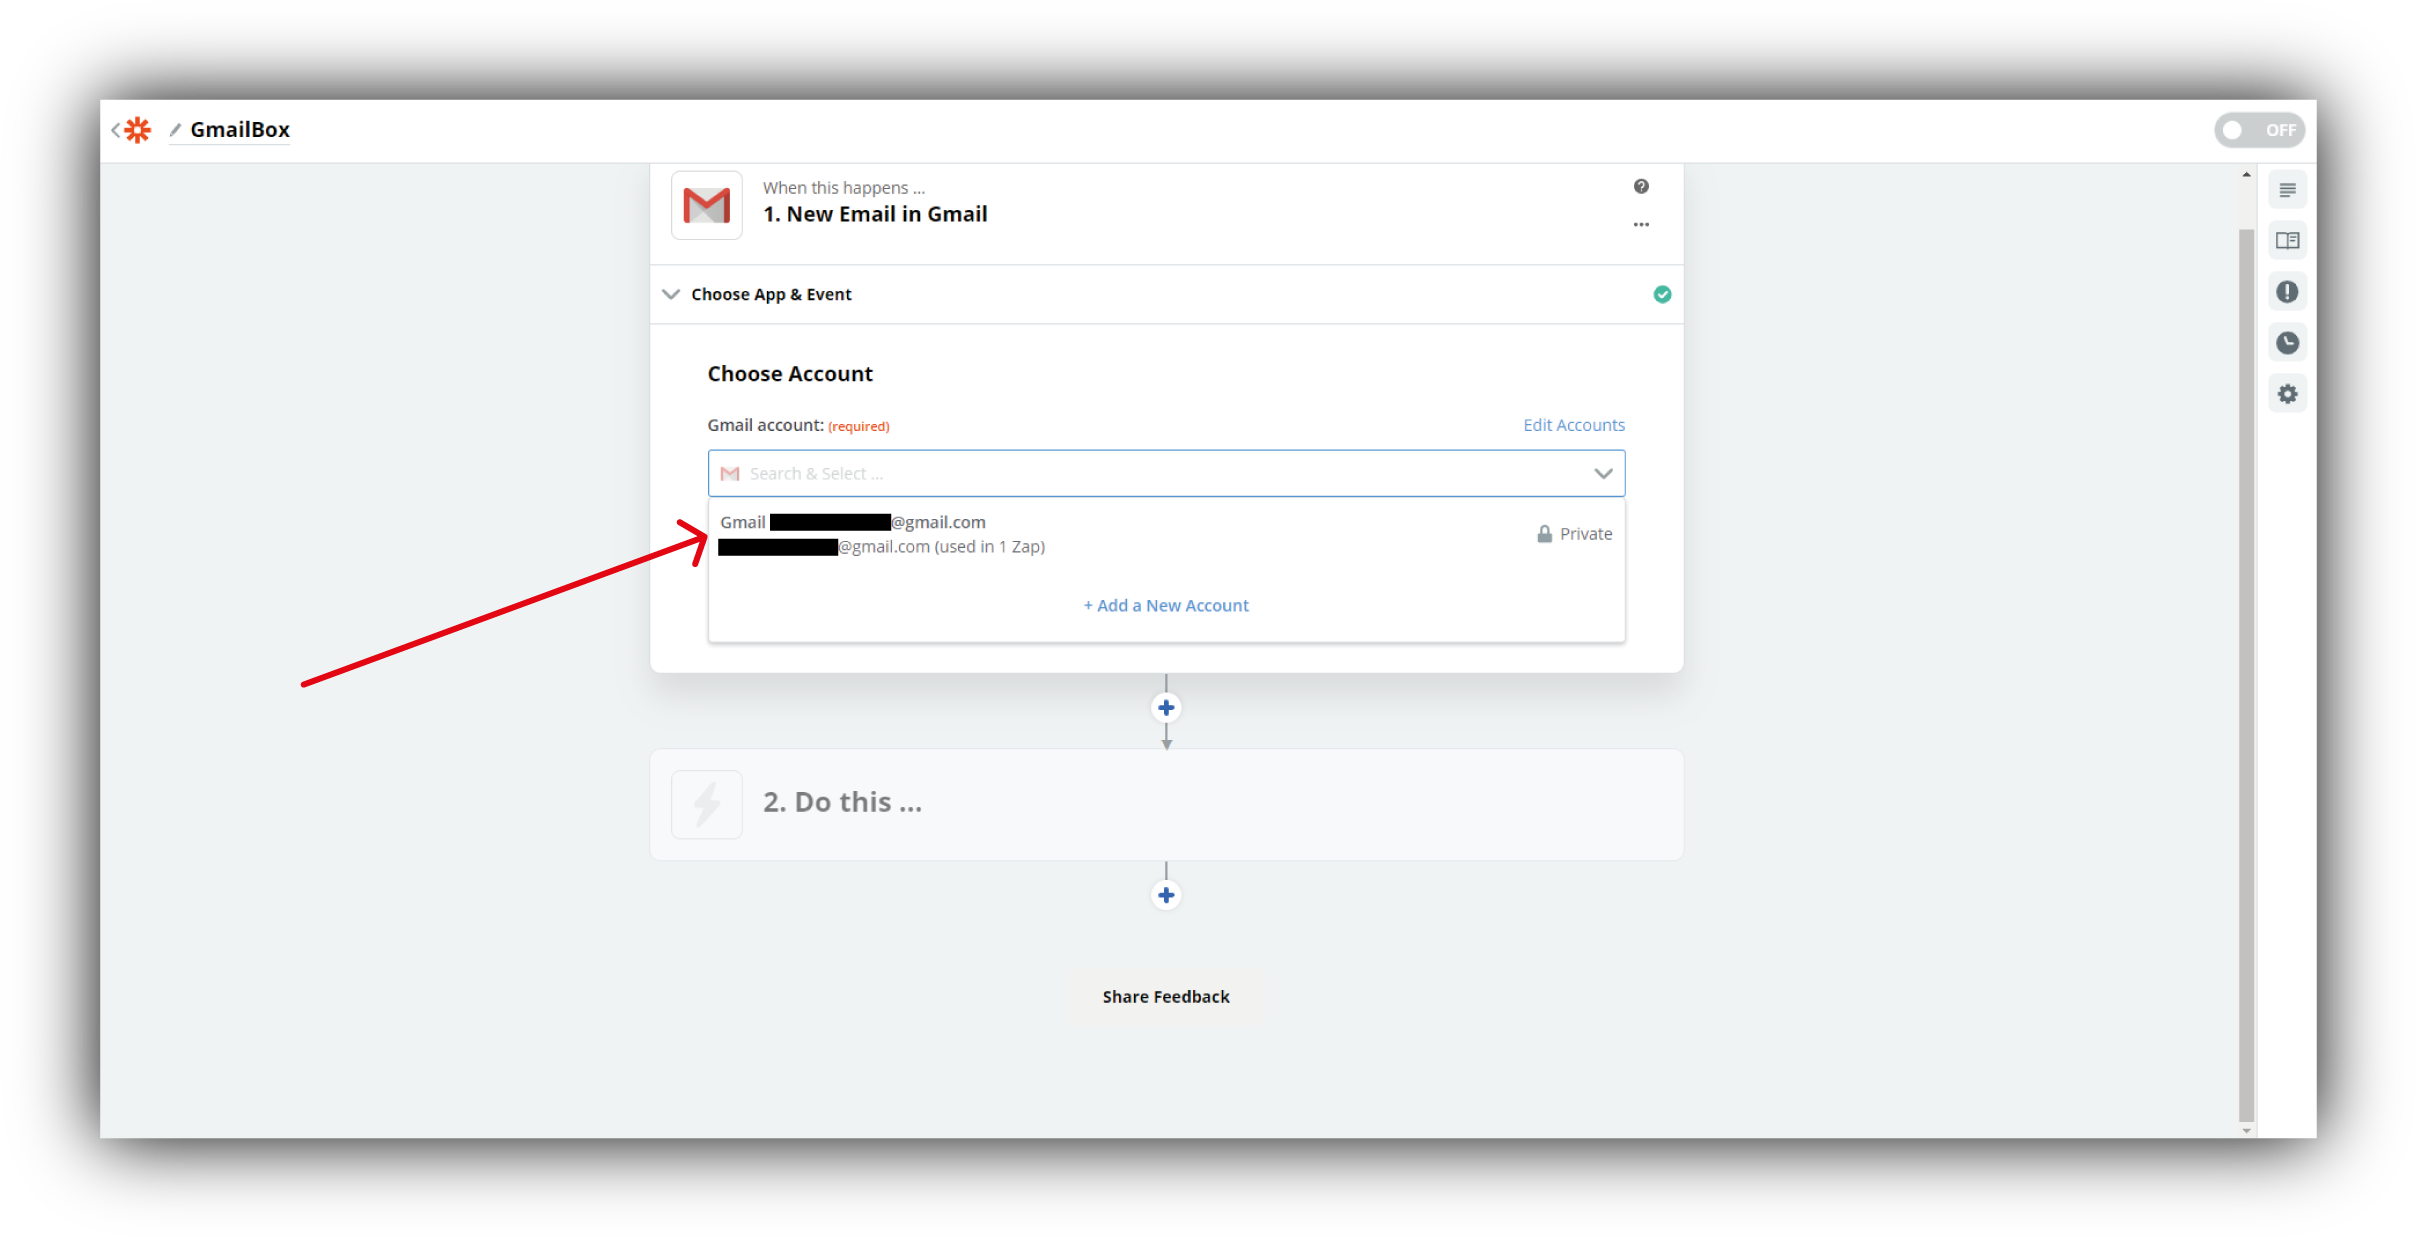 GmailBox
OFF
When this happens ...
1. New Email in Gmail
Choose App & Event
Choose Account
Gmail account: (required)
Edit Accounts
Search & Select ...
Gmail @gmail.com
@gmail.com (used in 1 Zap)
Private
+ Add a New Account
2. Do this ...
Share Feedback